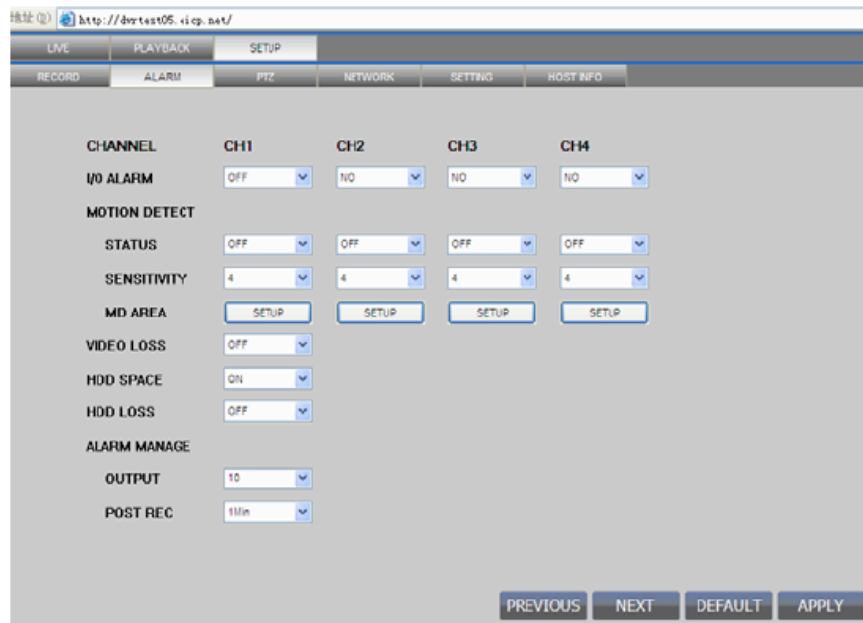 地址(D) http://dvrtest05.eicp.net/
LIVE PLAYBACK SETUP
RECORD ALARM PTZ NETWORK SETTING HOST INFO
CHANNEL CH1 CH2 CH3 CH4
I/O ALARM OFF NO NO NO
MOTION DETECT
STATUS OFF OFF OFF OFF
SENSITIVITY 4 4 4 4
MD AREA SETUP SETUP SETUP SETUP
VIDEO LOSS OFF
HDD SPACE ON
HDD LOSS OFF
ALARM MANAGE
OUTPUT 10
POST REC 1Min
PREVIOUS NEXT DEFAULT APPLY